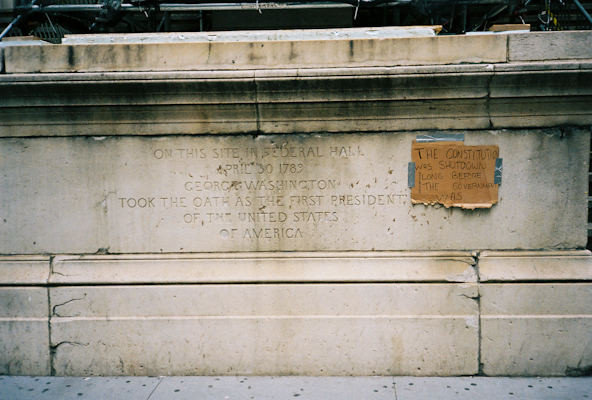 ON THIS SITE IN FEDERAL HALL
APRIL 30 1789
GEORGE WASHINGTON
TOOK THE OATH AS THE FIRST PRESIDENT
OF THE UNITED STATES
OF AMERICA
THE CONSTITUTION
WAS SHUTDOWN
LONG BEFORE
THE GOVERNMENT
WAS